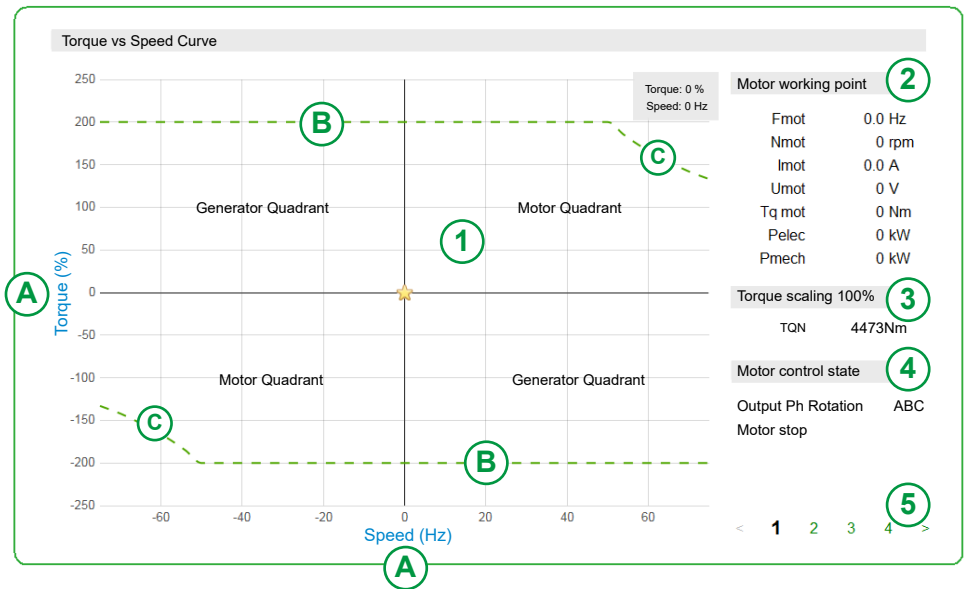 Torque vs Speed Curve
250
200
150
100
50
0
-50
-100
-150
-200
-250
Torque (%)
A
-60
-40
-20
0
20
40
60
Speed (Hz)
A
B
C
Torque: 0 %
Speed: 0 Hz
Generator Quadrant
Motor Quadrant
1
Motor Quadrant
Generator Quadrant
C
B
Motor working point
2
Fmot 0.0 Hz
Nmot 0 rpm
Imot 0.0 A
Umot 0 V
Tq mot 0 Nm
Pelec 0 kW
Pmech 0 kW
Torque scaling 100%
3
TQN 4473Nm
Motor control state
4
Output Ph Rotation ABC
Motor stop
5
< 1 2 3 4 >